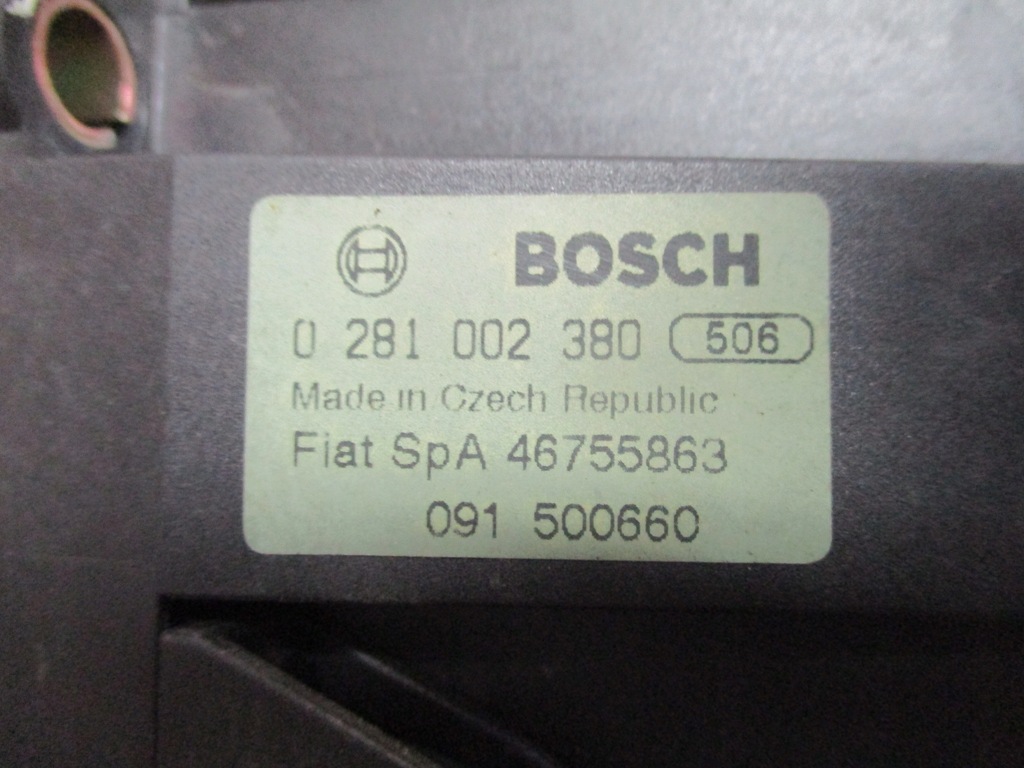 BOSCH
0 281 002 380 506
Made in Czech Republic
Fiat SpA 46755863
091 500660